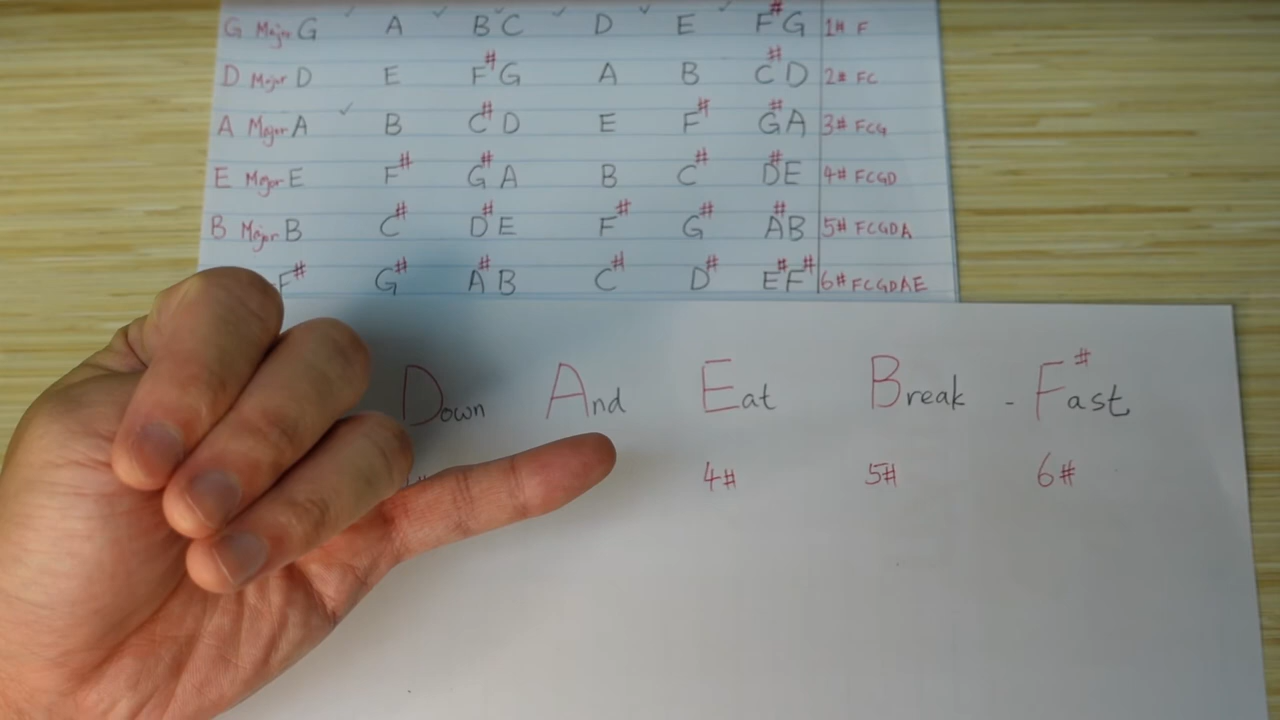 G Major G A B C D E F# G 1# F
D Major D E F# G A B C# D 2# FC
A Major A B C# D E F# G# A 3# FCG
E Major E F# G# A B C# D# E 4# FCGD
B Major B C# D# E F# G# A# B 5# FCGDA
F# G# A# B C# D# E# F# 6# FCGDAE
Down And Eat Break - Fast #
4# 5# 6#